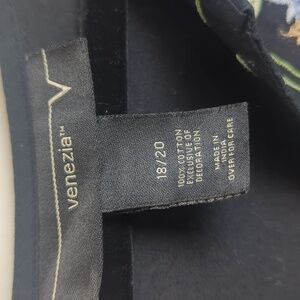 venezia™
18/20
100% COTTON
EXCLUSIVE OF
DECORATION
MADE IN
INDIA
OVER FOR CARE